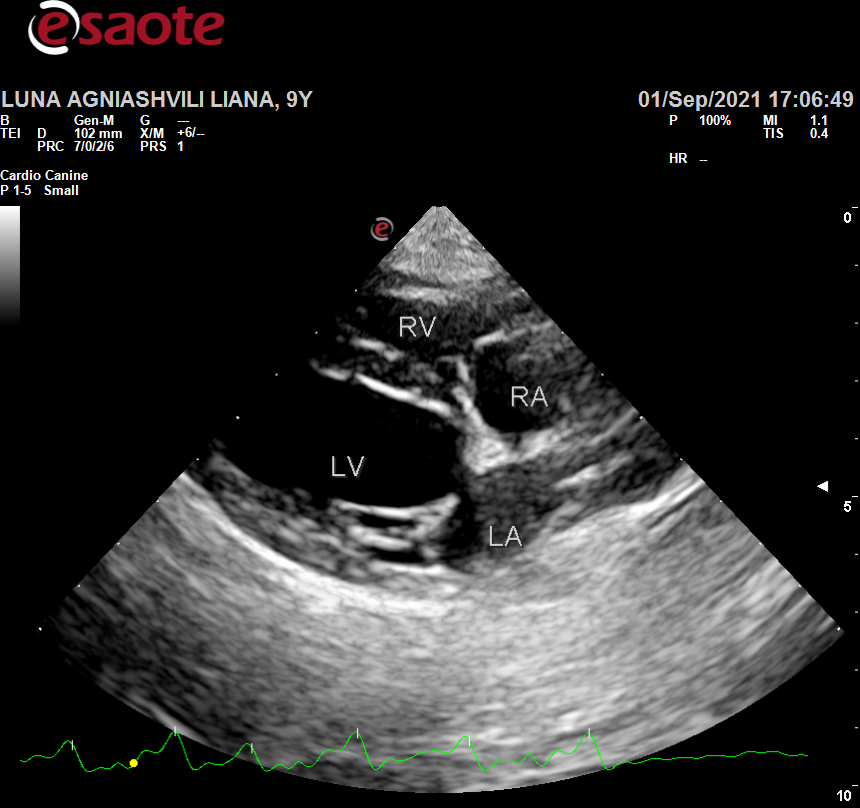 esaote
LUNA AGNIASHVILI LIANA, 9Y 01/Sep/2021 17:06:49
B Gen-M G --- P 100% MI 1.1
TEI D 102 mm X/M +6/-- TIS 0.4
PRC 7/0/2/6 PRS 1
HR --
Cardio Canine
P 1-5 Small
0
e
RV
RA
LV
5
LA
10